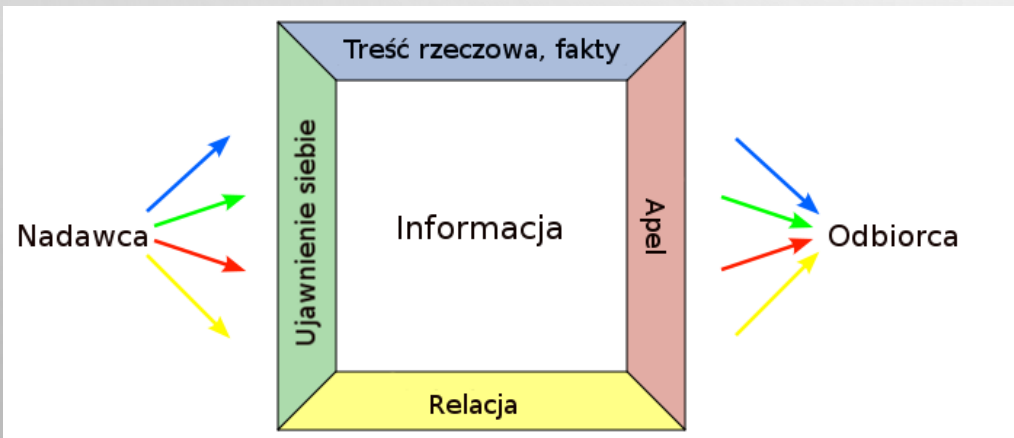 Treść rzeczowa, fakty
Ujawnienie siebie
Nadawca
Informacja
Apel
Odbiorca
Relacja